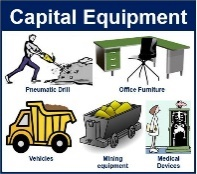 Capital Equipment
Pneumatic Drill
Office Furniture
Vehicles
Mining
equipment
Medical
Devices